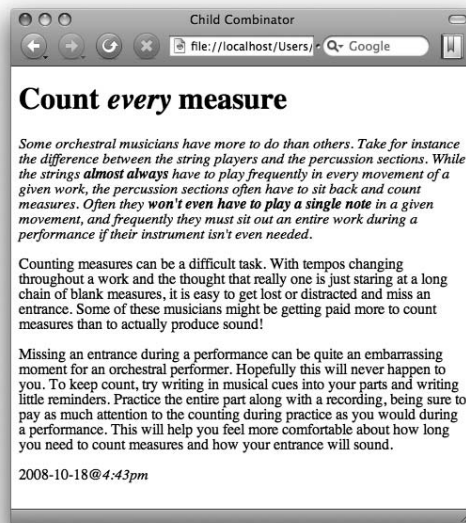 Child Combinator
file://localhost/Users/
Google
Count every measure
Some orchestral musicians have more to do than others. Take for instance
the difference between the string players and the percussion sections. While
the strings almost always have to play frequently in every movement of a
given work, the percussion sections often have to sit back and count
measures. Often they won't even have to play a single note in a given
movement, and frequently they must sit out an entire work during a
performance if their instrument isn't even needed.
Counting measures can be a difficult task. With tempos changing
throughout a work and the thought that really one is just staring at a long
chain of blank measures, it is easy to get lost or distracted and miss an
entrance. Some of these musicians might be getting paid more to count
measures than to actually produce sound!
Missing an entrance during a performance can be quite an embarrassing
moment for an orchestral performer. Hopefully this will never happen to
you. To keep count, try writing in musical cues into your parts and writing
little reminders. Practice the entire part along with a recording, being sure to
pay as much attention to the counting during practice as you would during
a performance. This will help you feel more comfortable about how long
you need to count measures and how your entrance will sound.
2008-10-18@4:43pm